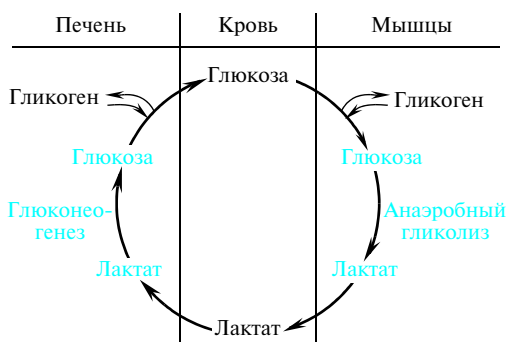 Печень Кровь Мышцы
Глюкоза
Гликоген Гликоген
Глюкоза Глюкоза
Глюконео-
генез
Анаэробный
гликолиз
Лактат Лактат
Лактат